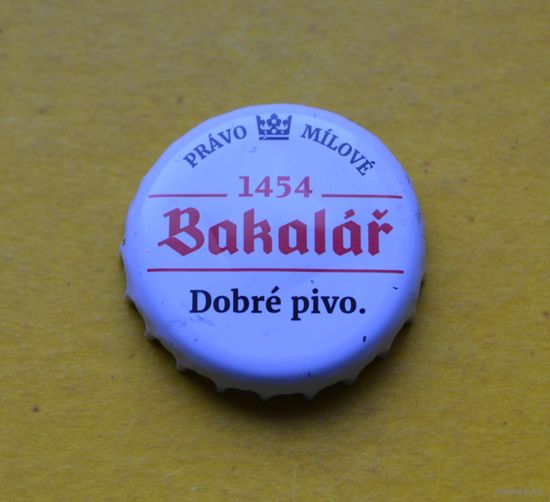 PRÁVO MÍLOVÉ
1454
Bakalář
Dobré pivo.